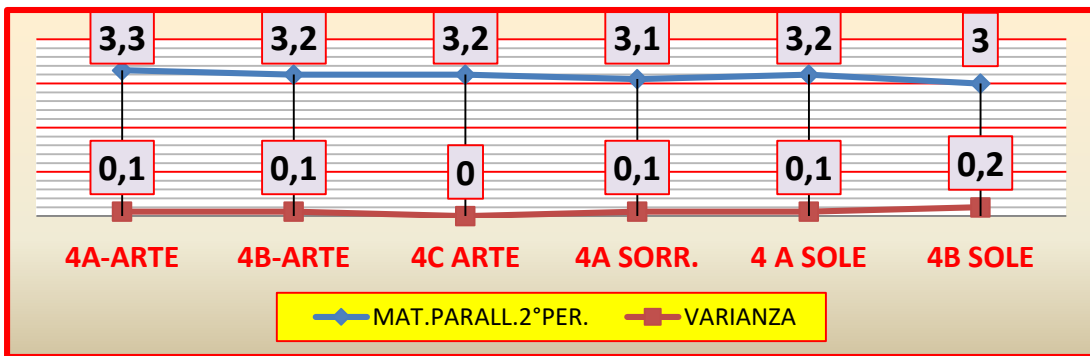 3,3 3,2 3,2 3,1 3,2 3
0,1 0,1 0 0,1 0,1 0,2
4A-ARTE 4B-ARTE 4C ARTE 4A SORR. 4 A SOLE 4B SOLE
MAT.PARALL.2°PER. VARIANZA